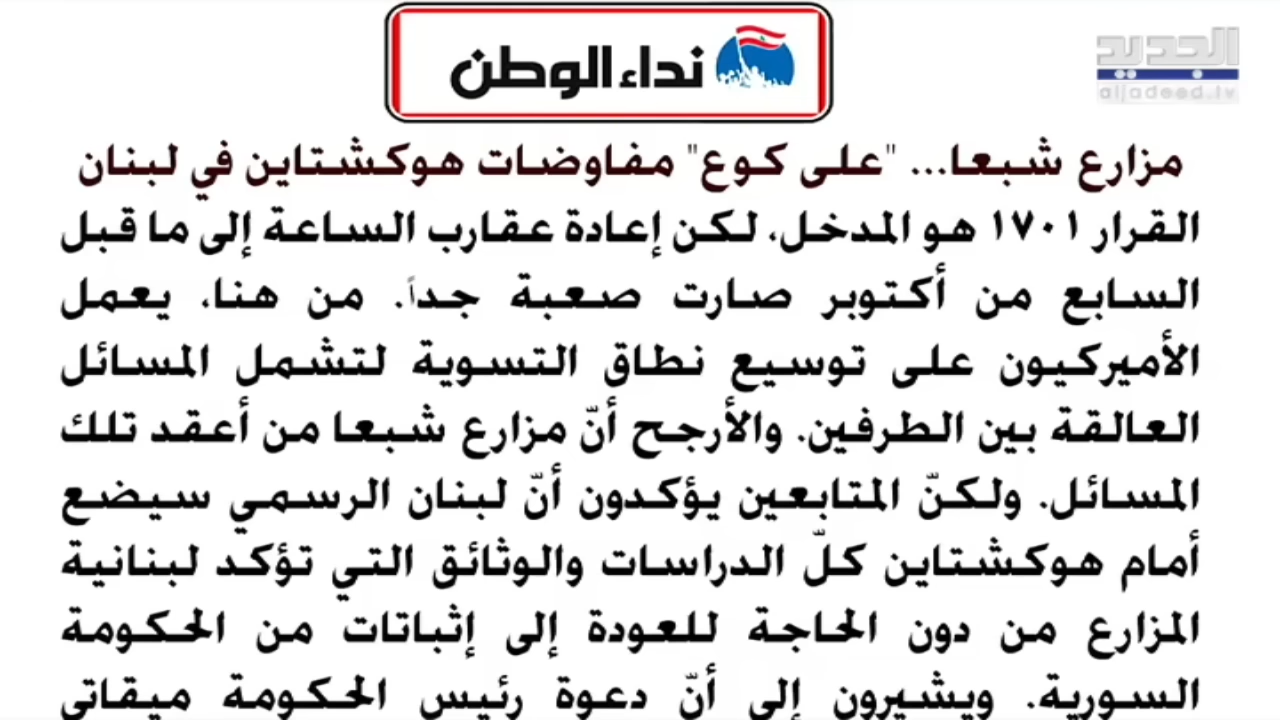 نداء الوطن
الجديد
aljadeed.tv
مزارع شبعا... "على كوع" مفاوضات هوكشتاين في لبنان
القرار ١٧٠١ هو المدخل، لكن إعادة عقارب الساعة إلى ما قبل
السابع من أكتوبر صارت صعبة جداً. من هنا، يعمل
الأميركيون على توسيع نطاق التسوية لتشمل المسائل
العالقة بين الطرفين. والأرجح أنّ مزارع شبعا من أعقد تلك
المسائل. ولكنّ المتابعين يؤكدون أنّ لبنان الرسمي سيضع
أمام هوكشتاين كلّ الدراسات والوثائق التي تؤكد لبنانية
المزارع من دون الحاجة للعودة إلى إثباتات من الحكومة
السورية. ويشيرون إلى أنّ دعوة رئيس الحكومة ميقاتي